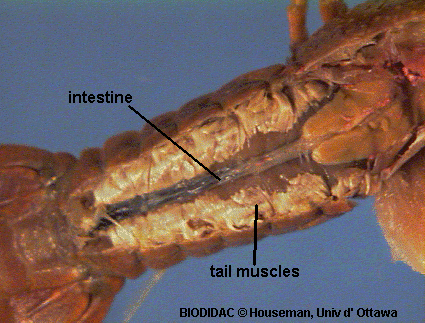 intestine
tail muscles
BIODIDAC © Houseman, Univ d' Ottawa